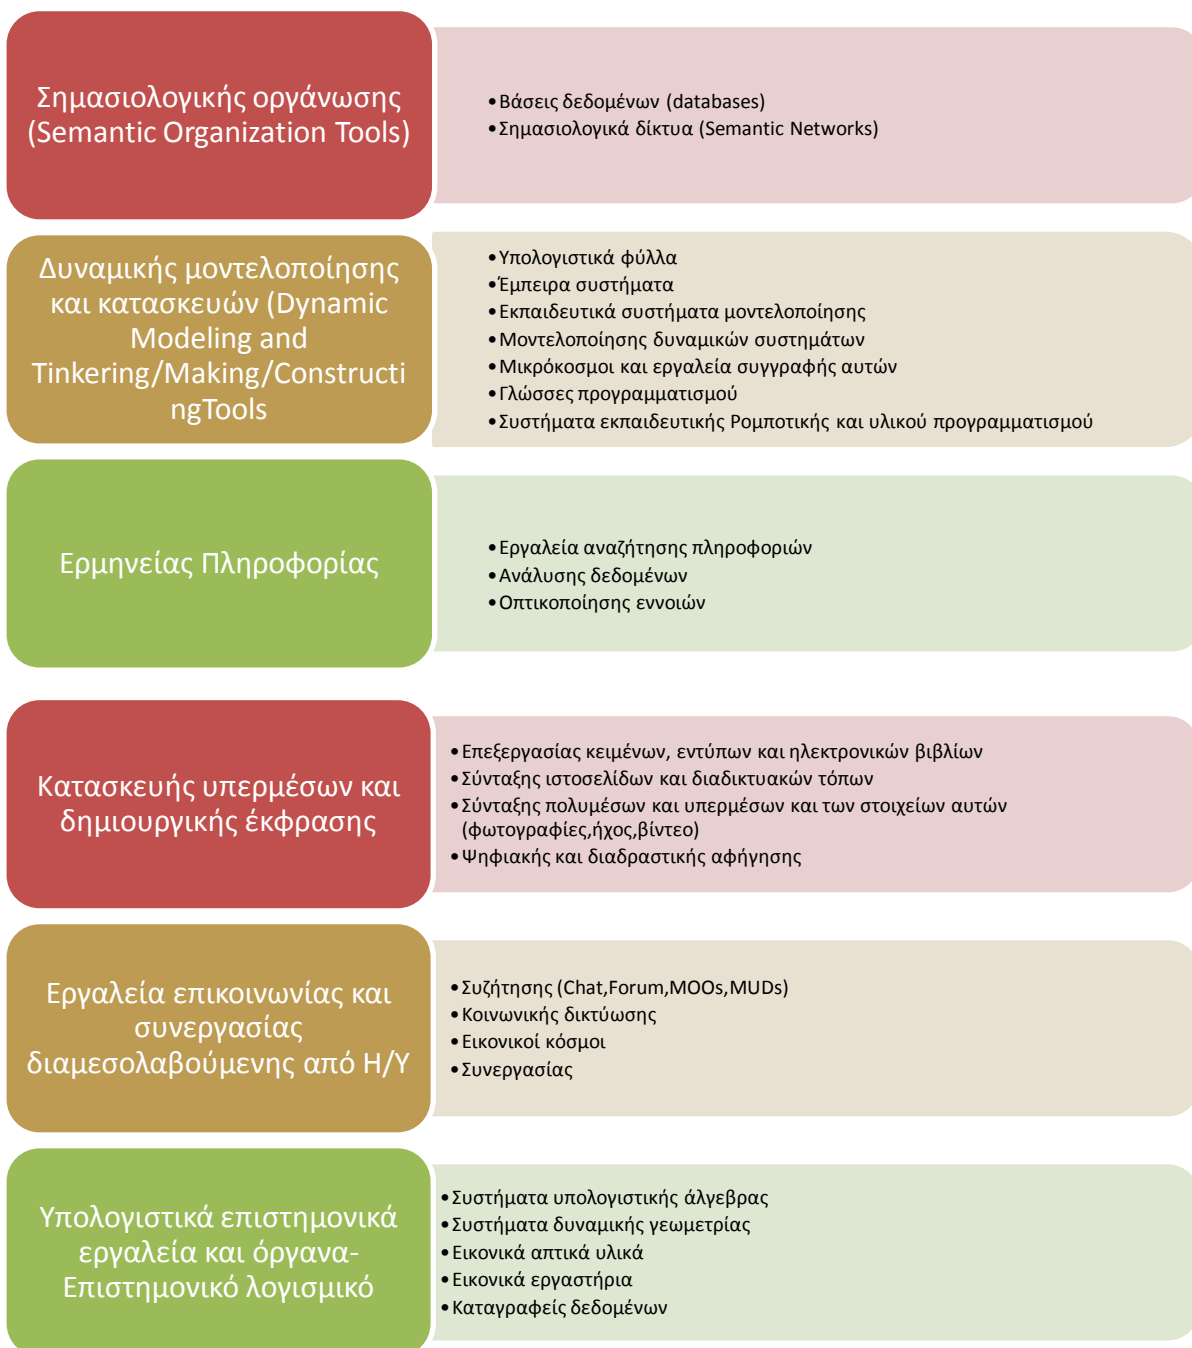 Σημασιολογικής οργάνωσης
(Semantic Organization Tools)
•Βάσεις δεδομένων (databases)
•Σημασιολογικά δίκτυα (Semantic Networks)
Δυναμικής μοντελοποίησης
και κατασκευών (Dynamic
Modeling and
Tinkering/Making/Constructi
ngTools
•Υπολογιστικά φύλλα
•Έμπειρα συστήματα
•Εκπαιδευτικά συστήματα μοντελοποίησης
•Μοντελοποίησης δυναμικών συστημάτων
•Μικρόκοσμοι και εργαλεία συγγραφής αυτών
•Γλώσσες προγραμματισμού
•Συστήματα εκπαιδευτικής Ρομποτικής και υλικού προγραμματισμού
Ερμηνείας Πληροφορίας
•Εργαλεία αναζήτησης πληροφοριών
•Ανάλυσης δεδομένων
•Οπτικοποίησης εννοιών
Κατασκευής υπερμέσων και
δημιουργικής έκφρασης
•Επεξεργασίας κειμένων, εντύπων και ηλεκτρονικών βιβλίων
•Σύνταξης ιστοσελίδων και διαδικτυακών τόπων
•Σύνταξης πολυμέσων και υπερμέσων και των στοιχείων αυτών
(φωτογραφίες,ήχος,βίντεο)
•Ψηφιακής και διαδραστικής αφήγησης
Εργαλεία επικοινωνίας και
συνεργασίας
διαμεσολαβούμενης από Η/Υ
•Συζήτησης (Chat,Forum,MOOs,MUDs)
•Κοινωνικής δικτύωσης
•Εικονικοί κόσμοι
•Συνεργασίας
Υπολογιστικά επιστημονικά
εργαλεία και όργανα-
Επιστημονικό λογισμικό
•Συστήματα υπολογιστικής άλγεβρας
•Συστήματα δυναμικής γεωμετρίας
•Εικονικά απτικά υλικά
•Εικονικά εργαστήρια
•Καταγραφείς δεδομένων